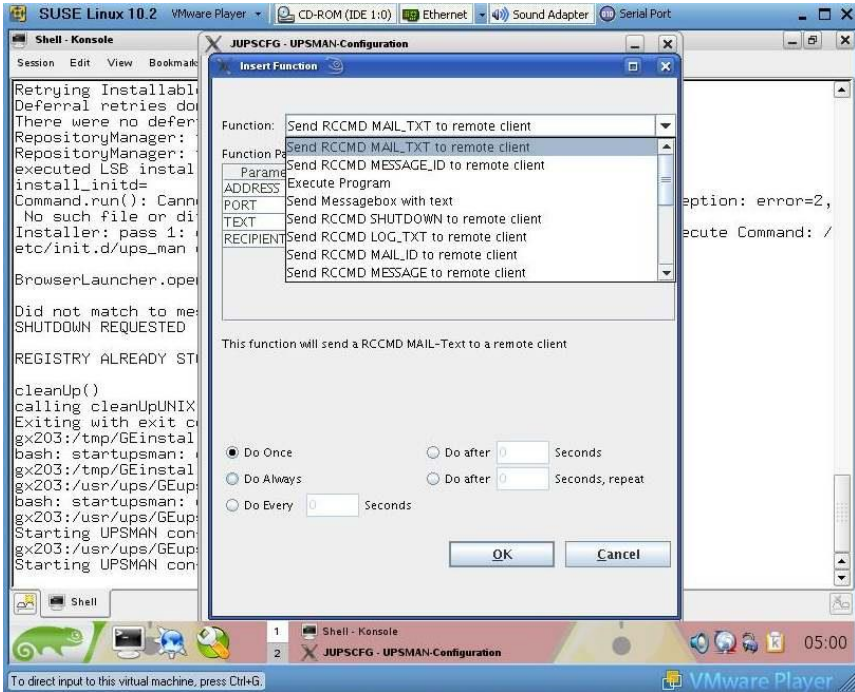 SUSE Linux 10.2 VMware Player CD-ROM (IDE 1:0) Ethernet Sound Adapter Serial Port
Shell - Konsole
Session Edit View Bookmark
Retrying Installabl
Deferral retries do
There were no defer
RepositoryManager:
RepositoryManager:
executed LSB instal
install_initd=
Command.run(): Cann
eption: error=2,
No such file or di
Installer: pass 1:
ecute Command: /
etc/init.d/ups_man
BrowserLauncher.ope
Did not match to me
SHUTDOWN REQUESTED
REGISTRY ALREADY ST
cleanUp()
calling cleanUpUNIX
Exiting with exit c
gx203:/tmp/GEinstal
bash: startupsman:
gx203:/tmp/GEinstal
gx203:/usr/ups/GEup
bash: startupsman:
gx203:/usr/ups/GEup
Starting UPSMAN con
gx203:/usr/ups/GEup
Starting UPSMAN con
Shell
JUPSCFG - UPSMAN-Configuration
Insert Function
Function: Send RCCMD MAIL_TXT to remote client
Send RCCMD MAIL_TXT to remote client
Send RCCMD MESSAGE_ID to remote client
Execute Program
Send Messagebox with text
Send RCCMD SHUTDOWN to remote client
Send RCCMD LOG_TXT to remote client
Send RCCMD MAIL_ID to remote client
Send RCCMD MESSAGE to remote client
Function Pa
Parame
ADDRESS
PORT
TEXT
RECIPIENT
This function will send a RCCMD MAIL-Text to a remote client
Do Once Do after 0 Seconds
Do Always Do after 0 Seconds, repeat
Do Every 0 Seconds
OK Cancel
1 Shell - Konsole
2 JUPSCFG - UPSMAN-Configuration
05:00
To direct input to this virtual machine, press Ctrl+G.
VMware Player